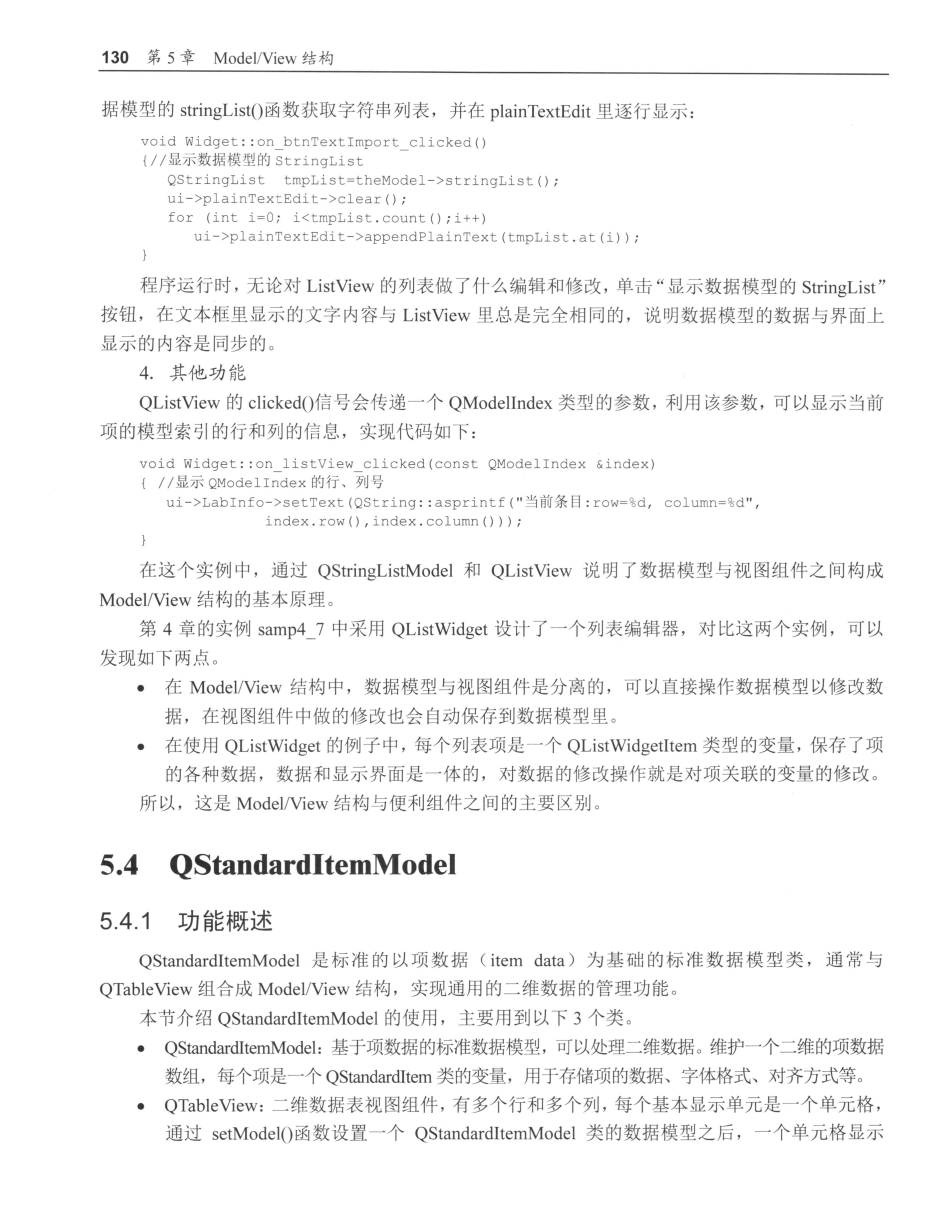 130 第 5 章 Model/View 结构
据模型的 stringList()函数获取字符串列表，并在 plainTextEdit 里逐行显示：
void Widget::on_btnTextImport_clicked()
{//显示数据模型的 StringList
QStringList tmpList=theModel->stringList();
ui->plainTextEdit->clear();
for (int i=0; i<tmpList.count();i++)
ui->plainTextEdit->appendPlainText(tmpList.at(i));
}
程序运行时，无论对 ListView 的列表做了什么编辑和修改，单击“显示数据模型的 StringList”
按钮，在文本框里显示的文字内容与 ListView 里总是完全相同的，说明数据模型的数据与界面上
显示的内容是同步的。
4. 其他功能
QListView 的 clicked()信号会传递一个 QModelIndex 类型的参数，利用该参数，可以显示当前
项的模型索引的行和列的信息，实现代码如下：
void Widget::on_listView_clicked(const QModelIndex &index)
{ //显示 QModelIndex 的行、列号
ui->LabInfo->setText(QString::asprintf("当前条目:row=%d, column=%d",
index.row(),index.column()));
}
在这个实例中，通过 QStringListModel 和 QListView 说明了数据模型与视图组件之间构成
Model/View 结构的基本原理。
第 4 章的实例 samp4_7 中采用 QListWidget 设计了一个列表编辑器，对比这两个实例，可以
发现如下两点。
• 在 Model/View 结构中，数据模型与视图组件是分离的，可以直接操作数据模型以修改数
据，在视图组件中做的修改也会自动保存到数据模型里。
• 在使用 QListWidget 的例子中，每个列表项是一个 QListWidgetItem 类型的变量，保存了项
的各种数据，数据和显示界面是一体的，对数据的修改操作就是对项关联的变量的修改。
所以，这是 Model/View 结构与便利组件之间的主要区别。
5.4 QStandardItemModel
5.4.1 功能概述
QStandardItemModel 是标准的以项数据（item data）为基础的标准数据模型类，通常与
QTableView 组合成 Model/View 结构，实现通用的二维数据的管理功能。
本节介绍 QStandardItemModel 的使用，主要用到以下 3 个类。
• QStandardItemModel：基于项数据的标准数据模型，可以处理二维数据。维护一个二维的项数据
数组，每个项是一个 QStandardItem 类的变量，用于存储项的数据、字体格式、对齐方式等。
• QTableView：二维数据表视图组件，有多个行和多个列，每个基本显示单元是一个单元格，
通过 setModel()函数设置一个 QStandardItemModel 类的数据模型之后，一个单元格显示